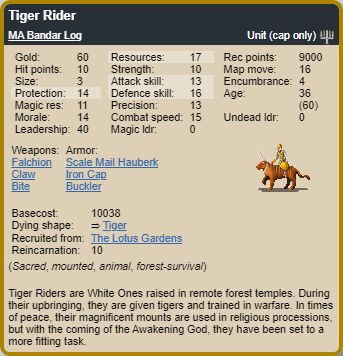 Tiger Rider
MA Bandar Log Unit (cap only)
Gold: 60 Resources: 17 Rec points: 9000
Hit points: 10 Strength: 10 Map move: 16
Size: 3 Attack skill: 13 Encumbrance: 4
Protection: 14 Defence skill: 16 Age: 36
Magic res: 11 Precision: 13 (60)
Morale: 14 Combat speed: 15 Undead ldr: 0
Leadership: 40 Magic ldr: 0
Weapons: Armor:
Falchion Scale Mail Hauberk
Claw Iron Cap
Bite Buckler
Basecost: 10038
Dying shape: ⇒ Tiger
Recruited from: The Lotus Gardens
Reincarnation: 10
(Sacred, mounted, animal, forest-survival)
Tiger Riders are White Ones raised in remote forest temples. During
their upbringing, they are given tigers and trained in warfare. In times
of peace, their magnificent mounts are used in religious processions,
but with the coming of the Awakening God, they have been set to a
more fitting task.